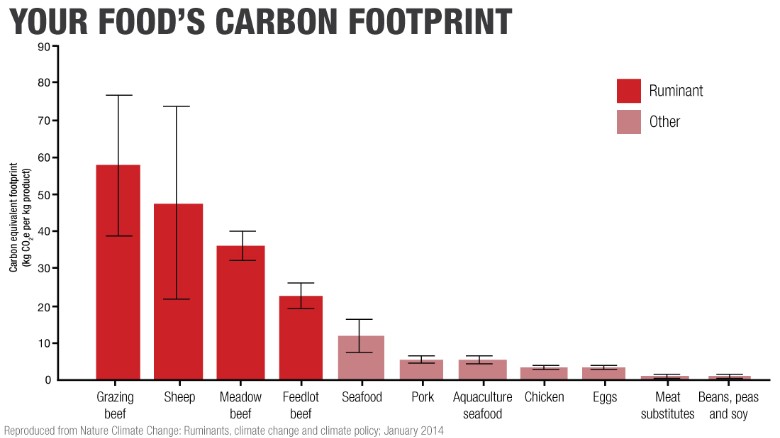 YOUR FOOD'S CARBON FOOTPRINT
90
80
70
60
50
40
30
20
10
0
Carbon equivalent footprint
(kg CO₂e per kg product)
Ruminant
Other
Grazing beef
Sheep
Meadow beef
Feedlot beef
Seafood
Pork
Aquaculture seafood
Chicken
Eggs
Meat substitutes
Beans, peas and soy
Reproduced from Nature Climate Change: Ruminants, climate change and climate policy; January 2014